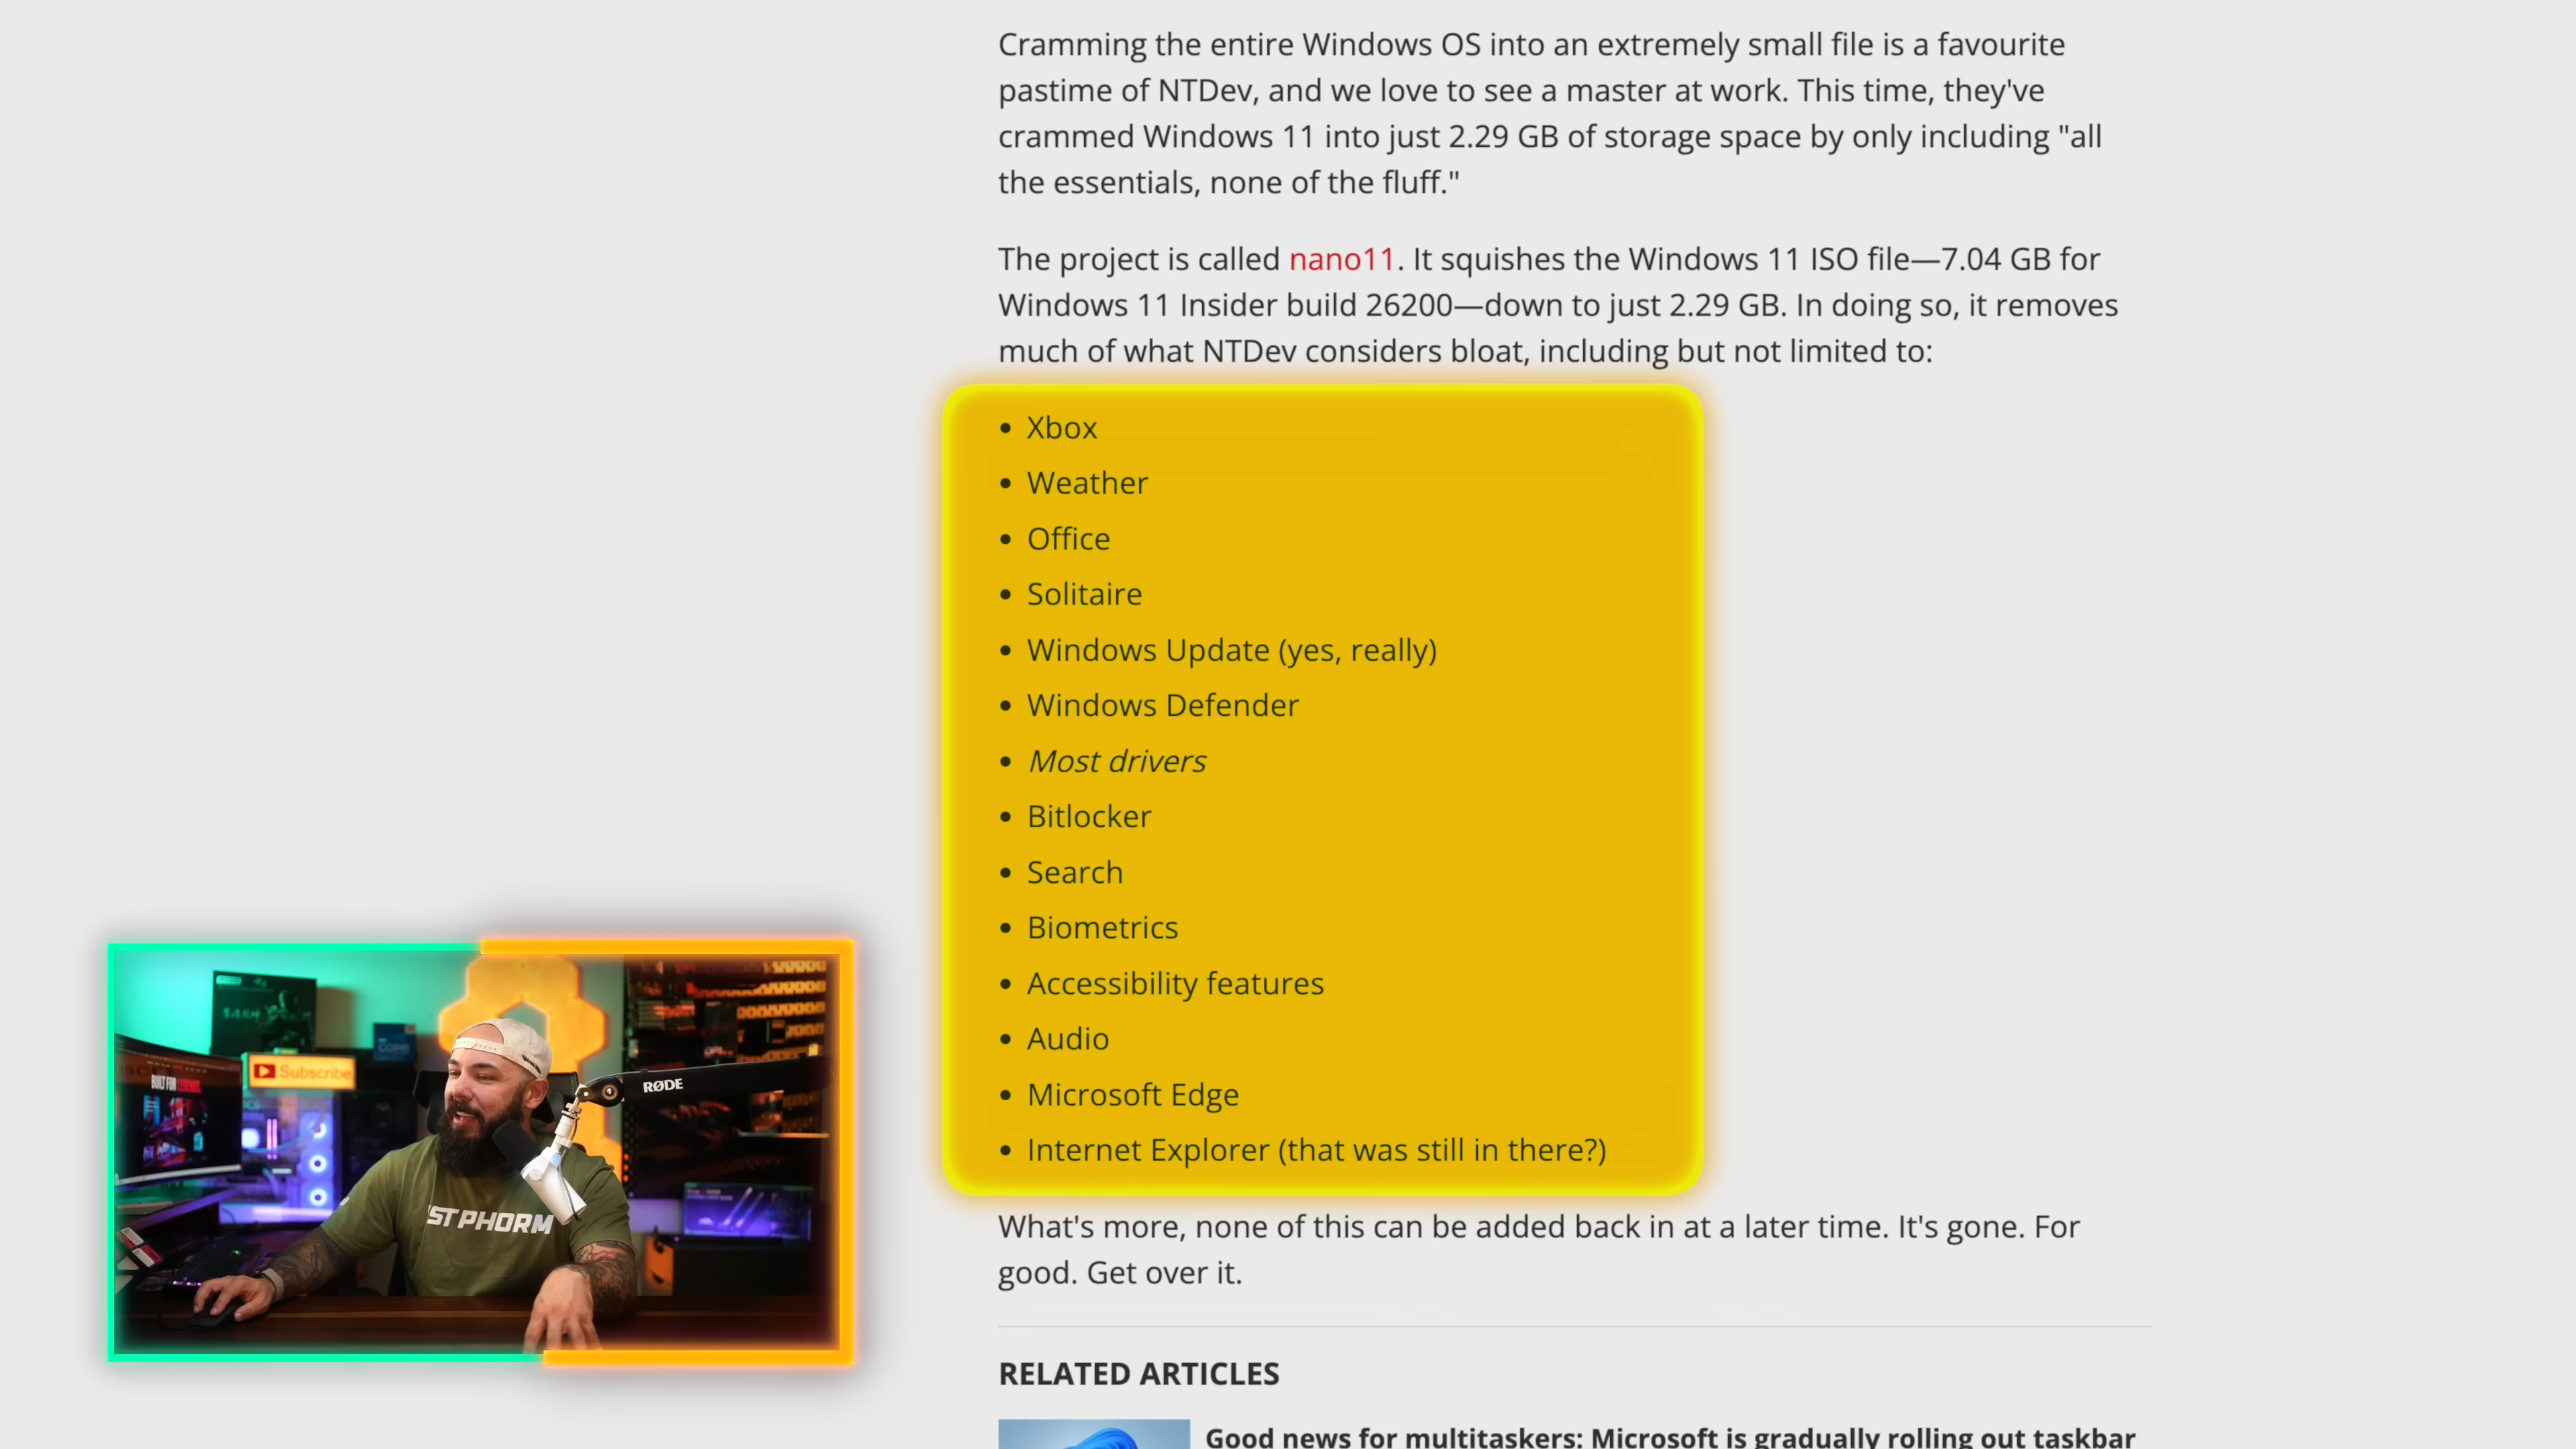 Cramming the entire Windows OS into an extremely small file is a favourite
pastime of NTDev, and we love to see a master at work. This time, they've
crammed Windows 11 into just 2.29 GB of storage space by only including "all
the essentials, none of the fluff."
The project is called nano11. It squishes the Windows 11 ISO file—7.04 GB for
Windows 11 Insider build 26200—down to just 2.29 GB. In doing so, it removes
much of what NTDev considers bloat, including but not limited to:
• Xbox
• Weather
• Office
• Solitaire
• Windows Update (yes, really)
• Windows Defender
• Most drivers
• Bitlocker
• Search
• Biometrics
• Accessibility features
• Audio
• Microsoft Edge
• Internet Explorer (that was still in there?)
What's more, none of this can be added back in at a later time. It's gone. For
good. Get over it.
RELATED ARTICLES
Good news for multitaskers: Microsoft is gradually rolling out taskbar
Subscribe
BUILT FOR
RØDE
CORE
ST PHORM